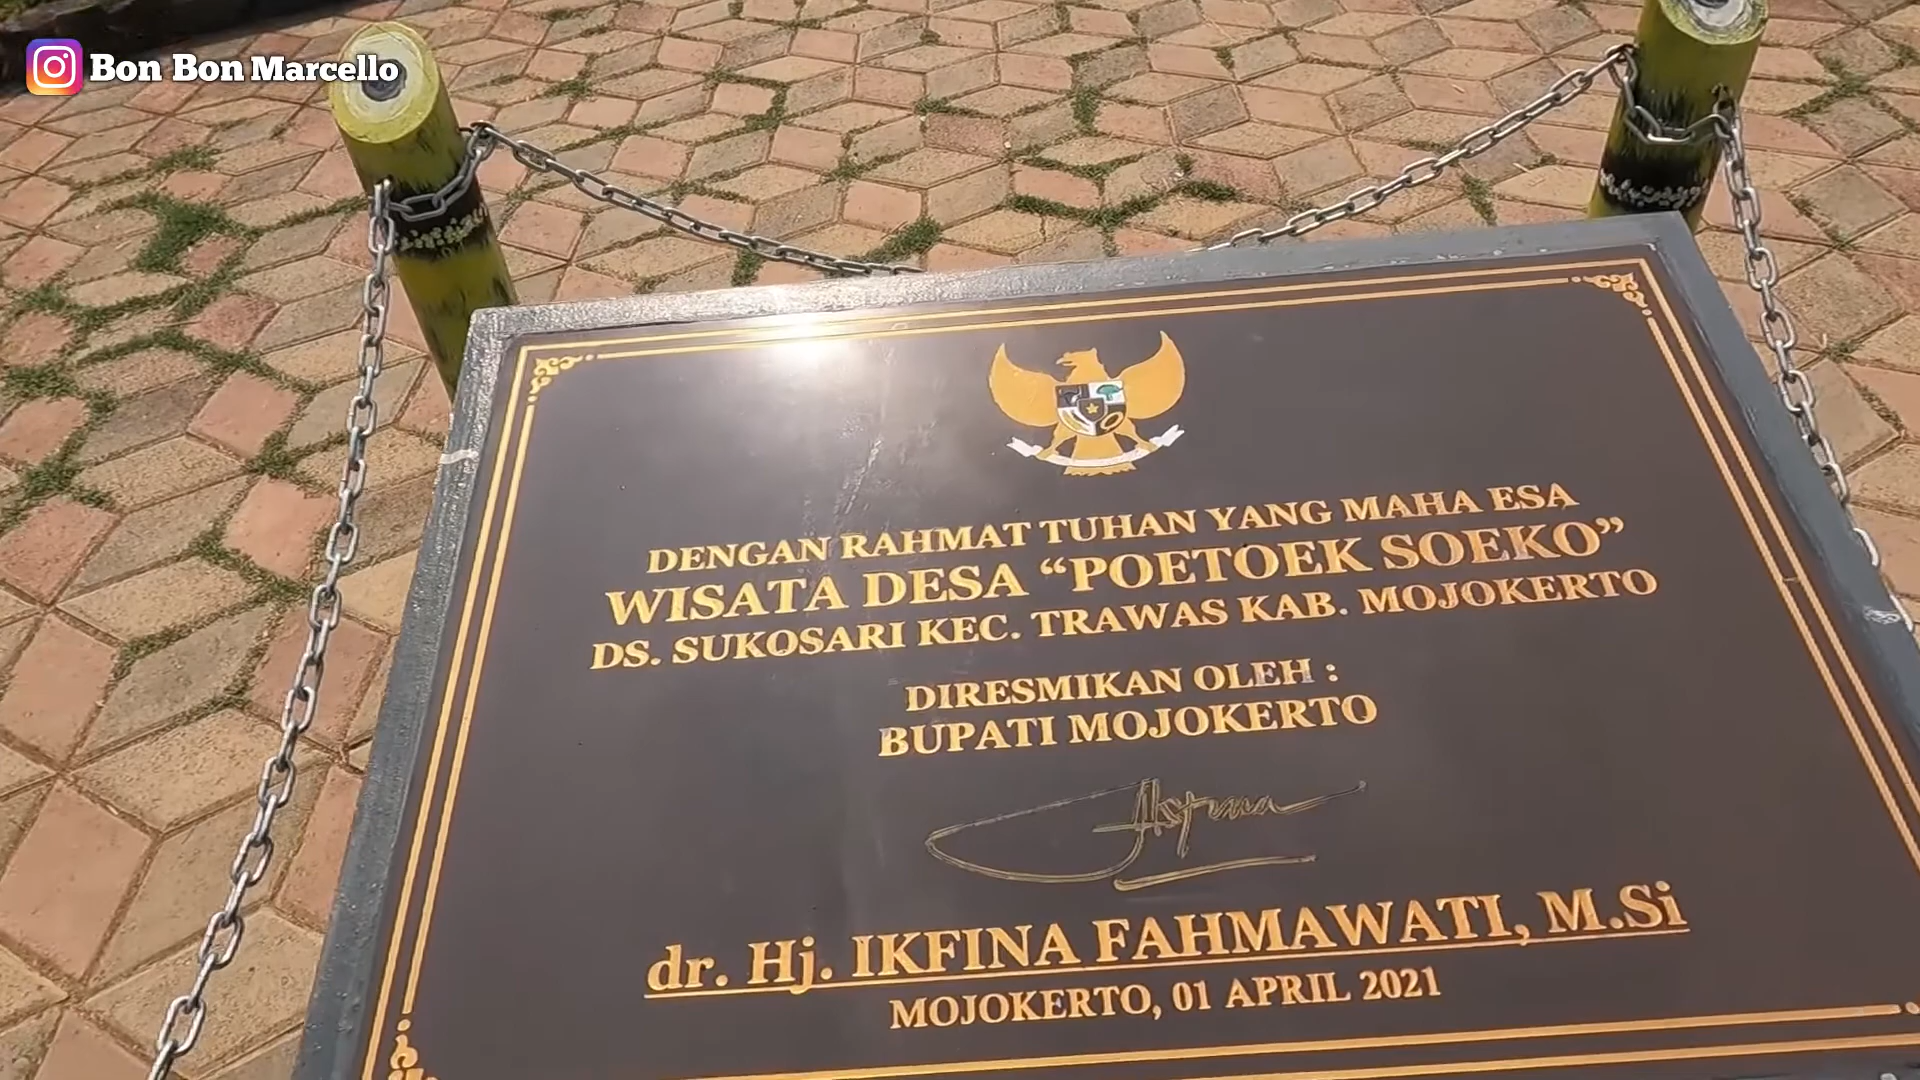 Bon Bon Marcello
DENGAN RAHMAT TUHAN YANG MAHA ESA
WISATA DESA “POETOEK SOEKO”
DS. SUKOSARI KEC. TRAWAS KAB. MOJOKERTO
DIRESMIKAN OLEH :
BUPATI MOJOKERTO
dr. Hj. IKFINA FAHMAWATI, M.Si
MOJOKERTO, 01 APRIL 2021